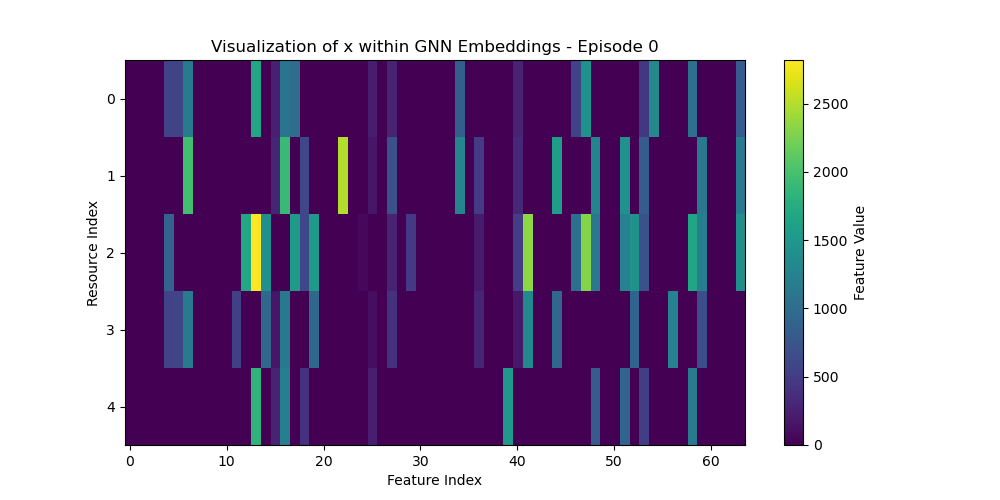 Visualization of x within GNN Embeddings - Episode 0
Resource Index
0
1
2
3
4
0 10 20 30 40 50 60
Feature Index
2500
2000
1500
1000
500
0
Feature Value